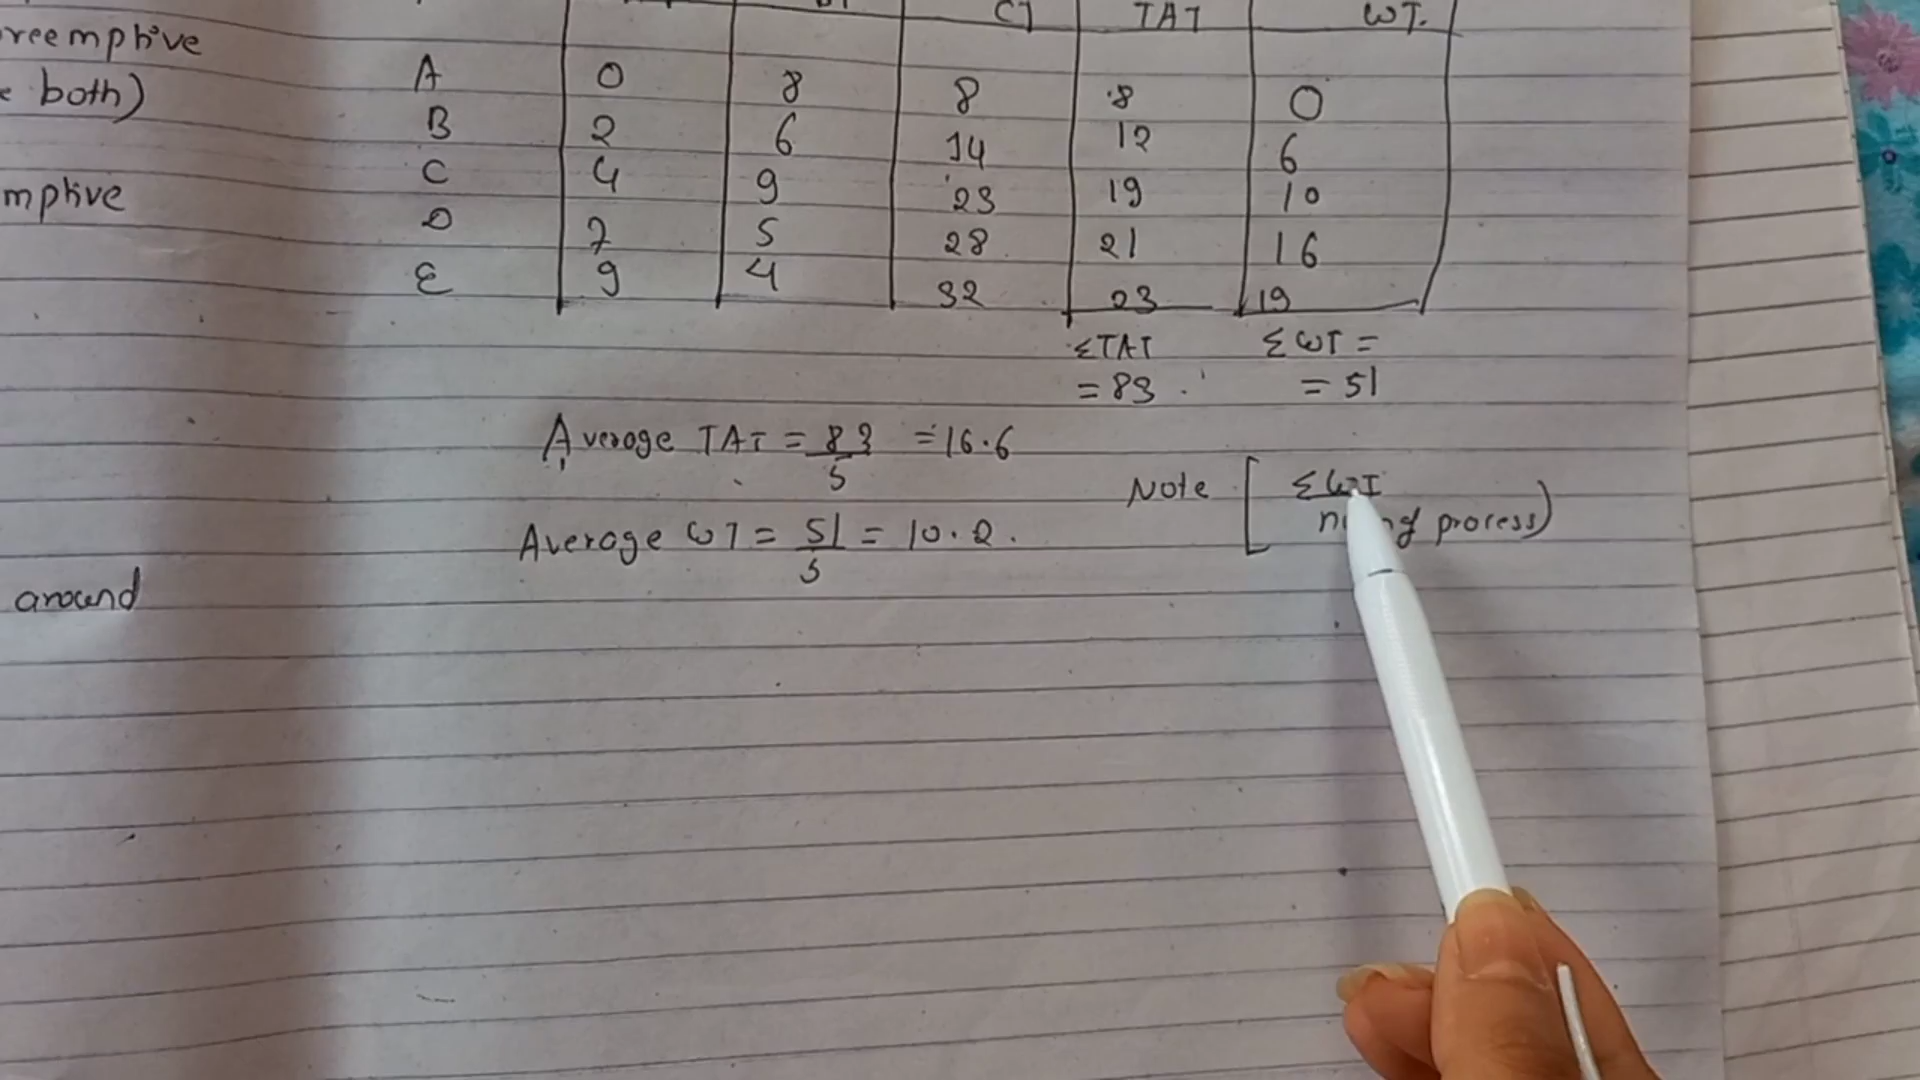 reemptive
both)
mptive
around
CT TAT WT.
A 0 8 8 8 0
B 2 6 14 12 6
C 4 9 23 19 10
D 7 5 28 21 16
E 9 4 32 23 19
ΣTAT ΣWT =
= 83 = 51
Average TAT = 83 = 16.6
5
Average WT = 51 = 10.2.
5
Note [ ΣWT
process)